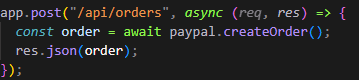 app.post("/api/orders", async (req, res) => {
  const order = await paypal.createOrder();
  res.json(order);
});